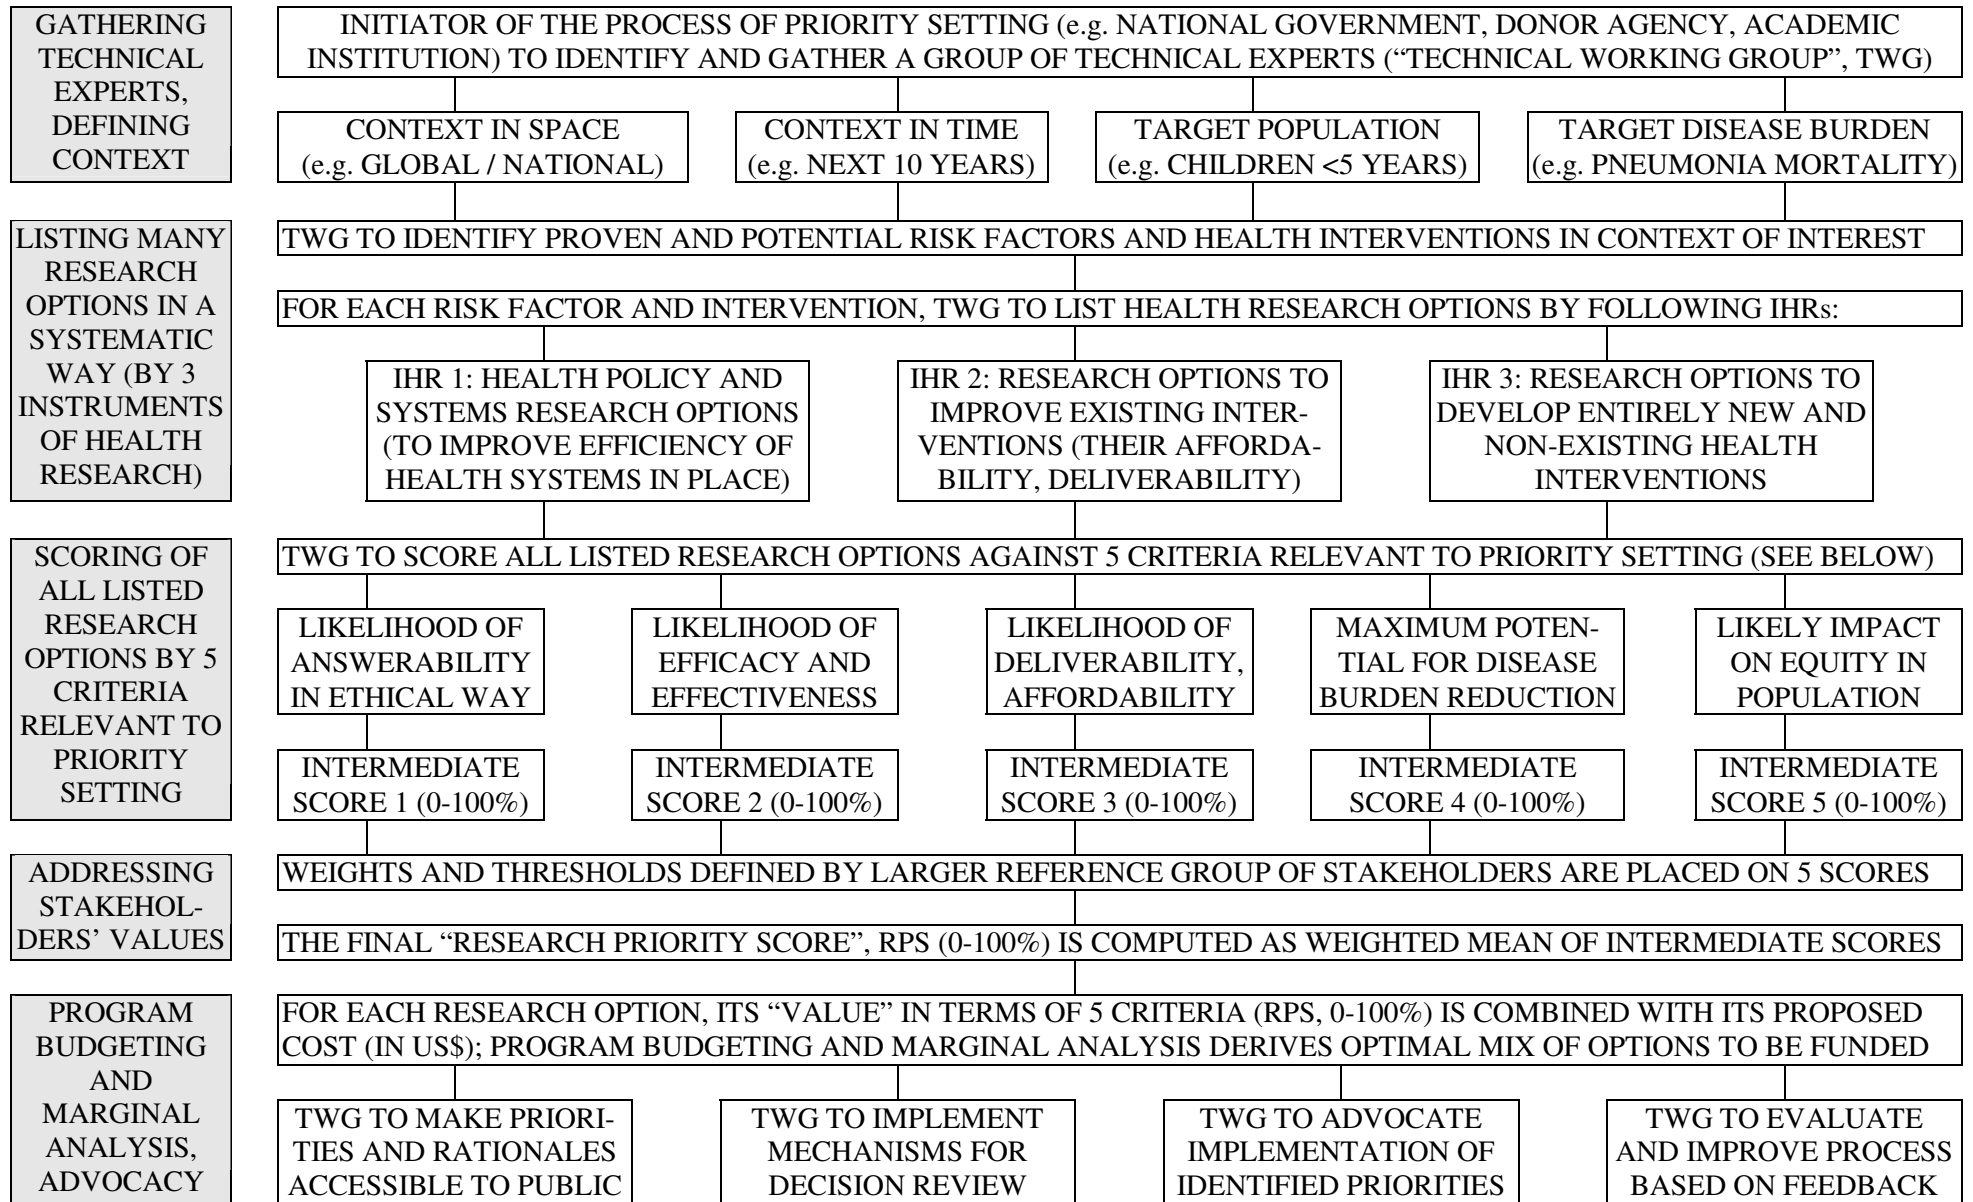 GATHERING
TECHNICAL
EXPERTS,
DEFINING
CONTEXT
INITIATOR OF THE PROCESS OF PRIORITY SETTING (e.g. NATIONAL GOVERNMENT, DONOR AGENCY, ACADEMIC
INSTITUTION) TO IDENTIFY AND GATHER A GROUP OF TECHNICAL EXPERTS (“TECHNICAL WORKING GROUP”, TWG)
CONTEXT IN SPACE
(e.g. GLOBAL / NATIONAL)
CONTEXT IN TIME
(e.g. NEXT 10 YEARS)
TARGET POPULATION
(e.g. CHILDREN <5 YEARS)
TARGET DISEASE BURDEN
(e.g. PNEUMONIA MORTALITY)
LISTING MANY
RESEARCH
OPTIONS IN A
SYSTEMATIC
WAY (BY 3
INSTRUMENTS
OF HEALTH
RESEARCH)
TWG TO IDENTIFY PROVEN AND POTENTIAL RISK FACTORS AND HEALTH INTERVENTIONS IN CONTEXT OF INTEREST
FOR EACH RISK FACTOR AND INTERVENTION, TWG TO LIST HEALTH RESEARCH OPTIONS BY FOLLOWING IHRs:
IHR 1: HEALTH POLICY AND
SYSTEMS RESEARCH OPTIONS
(TO IMPROVE EFFICIENCY OF
HEALTH SYSTEMS IN PLACE)
IHR 2: RESEARCH OPTIONS TO
IMPROVE EXISTING INTER-
VENTIONS (THEIR AFFORDA-
BILITY, DELIVERABILITY)
IHR 3: RESEARCH OPTIONS TO
DEVELOP ENTIRELY NEW AND
NON-EXISTING HEALTH
INTERVENTIONS
SCORING OF
ALL LISTED
RESEARCH
OPTIONS BY 5
CRITERIA
RELEVANT TO
PRIORITY
SETTING
TWG TO SCORE ALL LISTED RESEARCH OPTIONS AGAINST 5 CRITERIA RELEVANT TO PRIORITY SETTING (SEE BELOW)
LIKELIHOOD OF
ANSWERABILITY
IN ETHICAL WAY
LIKELIHOOD OF
EFFICACY AND
EFFECTIVENESS
LIKELIHOOD OF
DELIVERABILITY,
AFFORDABILITY
MAXIMUM POTEN-
TIAL FOR DISEASE
BURDEN REDUCTION
LIKELY IMPACT
ON EQUITY IN
POPULATION
INTERMEDIATE
SCORE 1 (0-100%)
INTERMEDIATE
SCORE 2 (0-100%)
INTERMEDIATE
SCORE 3 (0-100%)
INTERMEDIATE
SCORE 4 (0-100%)
INTERMEDIATE
SCORE 5 (0-100%)
ADDRESSING
STAKEHOL-
DERS’ VALUES
WEIGHTS AND THRESHOLDS DEFINED BY LARGER REFERENCE GROUP OF STAKEHOLDERS ARE PLACED ON 5 SCORES
THE FINAL “RESEARCH PRIORITY SCORE”, RPS (0-100%) IS COMPUTED AS WEIGHTED MEAN OF INTERMEDIATE SCORES
PROGRAM
BUDGETING
AND
MARGINAL
ANALYSIS,
ADVOCACY
FOR EACH RESEARCH OPTION, ITS “VALUE” IN TERMS OF 5 CRITERIA (RPS, 0-100%) IS COMBINED WITH ITS PROPOSED
COST (IN US$); PROGRAM BUDGETING AND MARGINAL ANALYSIS DERIVES OPTIMAL MIX OF OPTIONS TO BE FUNDED
TWG TO MAKE PRIORI-
TIES AND RATIONALES
ACCESSIBLE TO PUBLIC
TWG TO IMPLEMENT
MECHANISMS FOR
DECISION REVIEW
TWG TO ADVOCATE
IMPLEMENTATION OF
IDENTIFIED PRIORITIES
TWG TO EVALUATE
AND IMPROVE PROCESS
BASED ON FEEDBACK